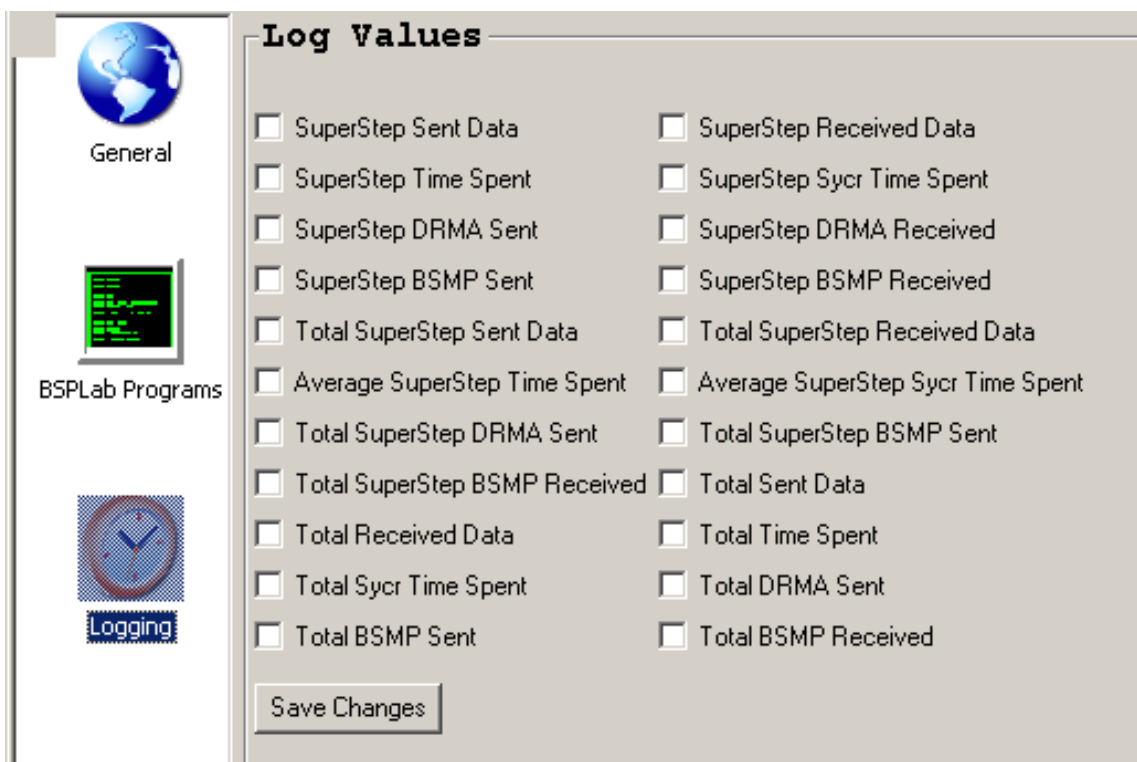 Log Values
General
BSPLab Programs
Logging
SuperStep Sent Data
SuperStep Received Data
SuperStep Time Spent
SuperStep Sycr Time Spent
SuperStep DRMA Sent
SuperStep DRMA Received
SuperStep BSMP Sent
SuperStep BSMP Received
Total SuperStep Sent Data
Total SuperStep Received Data
Average SuperStep Time Spent
Average SuperStep Sycr Time Spent
Total SuperStep DRMA Sent
Total SuperStep BSMP Sent
Total SuperStep BSMP Received
Total Sent Data
Total Received Data
Total Time Spent
Total Sycr Time Spent
Total DRMA Sent
Total BSMP Sent
Total BSMP Received
Save Changes